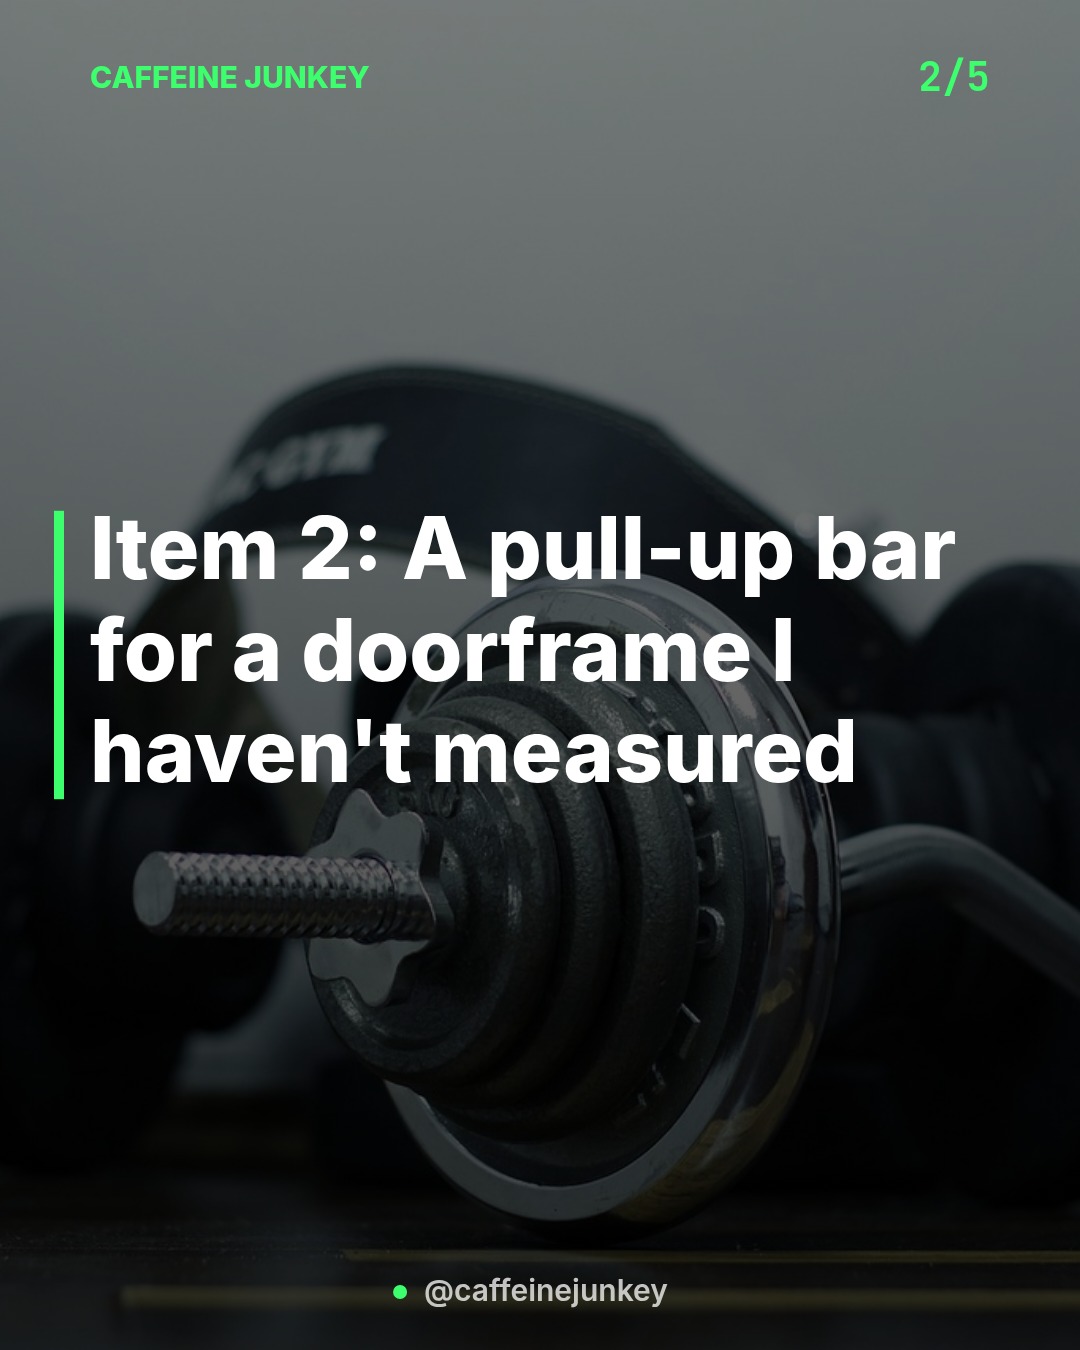 CAFFEINE JUNKEY
2/5
Item 2: A pull-up bar
for a doorframe I
haven't measured
@caffeinejunkey